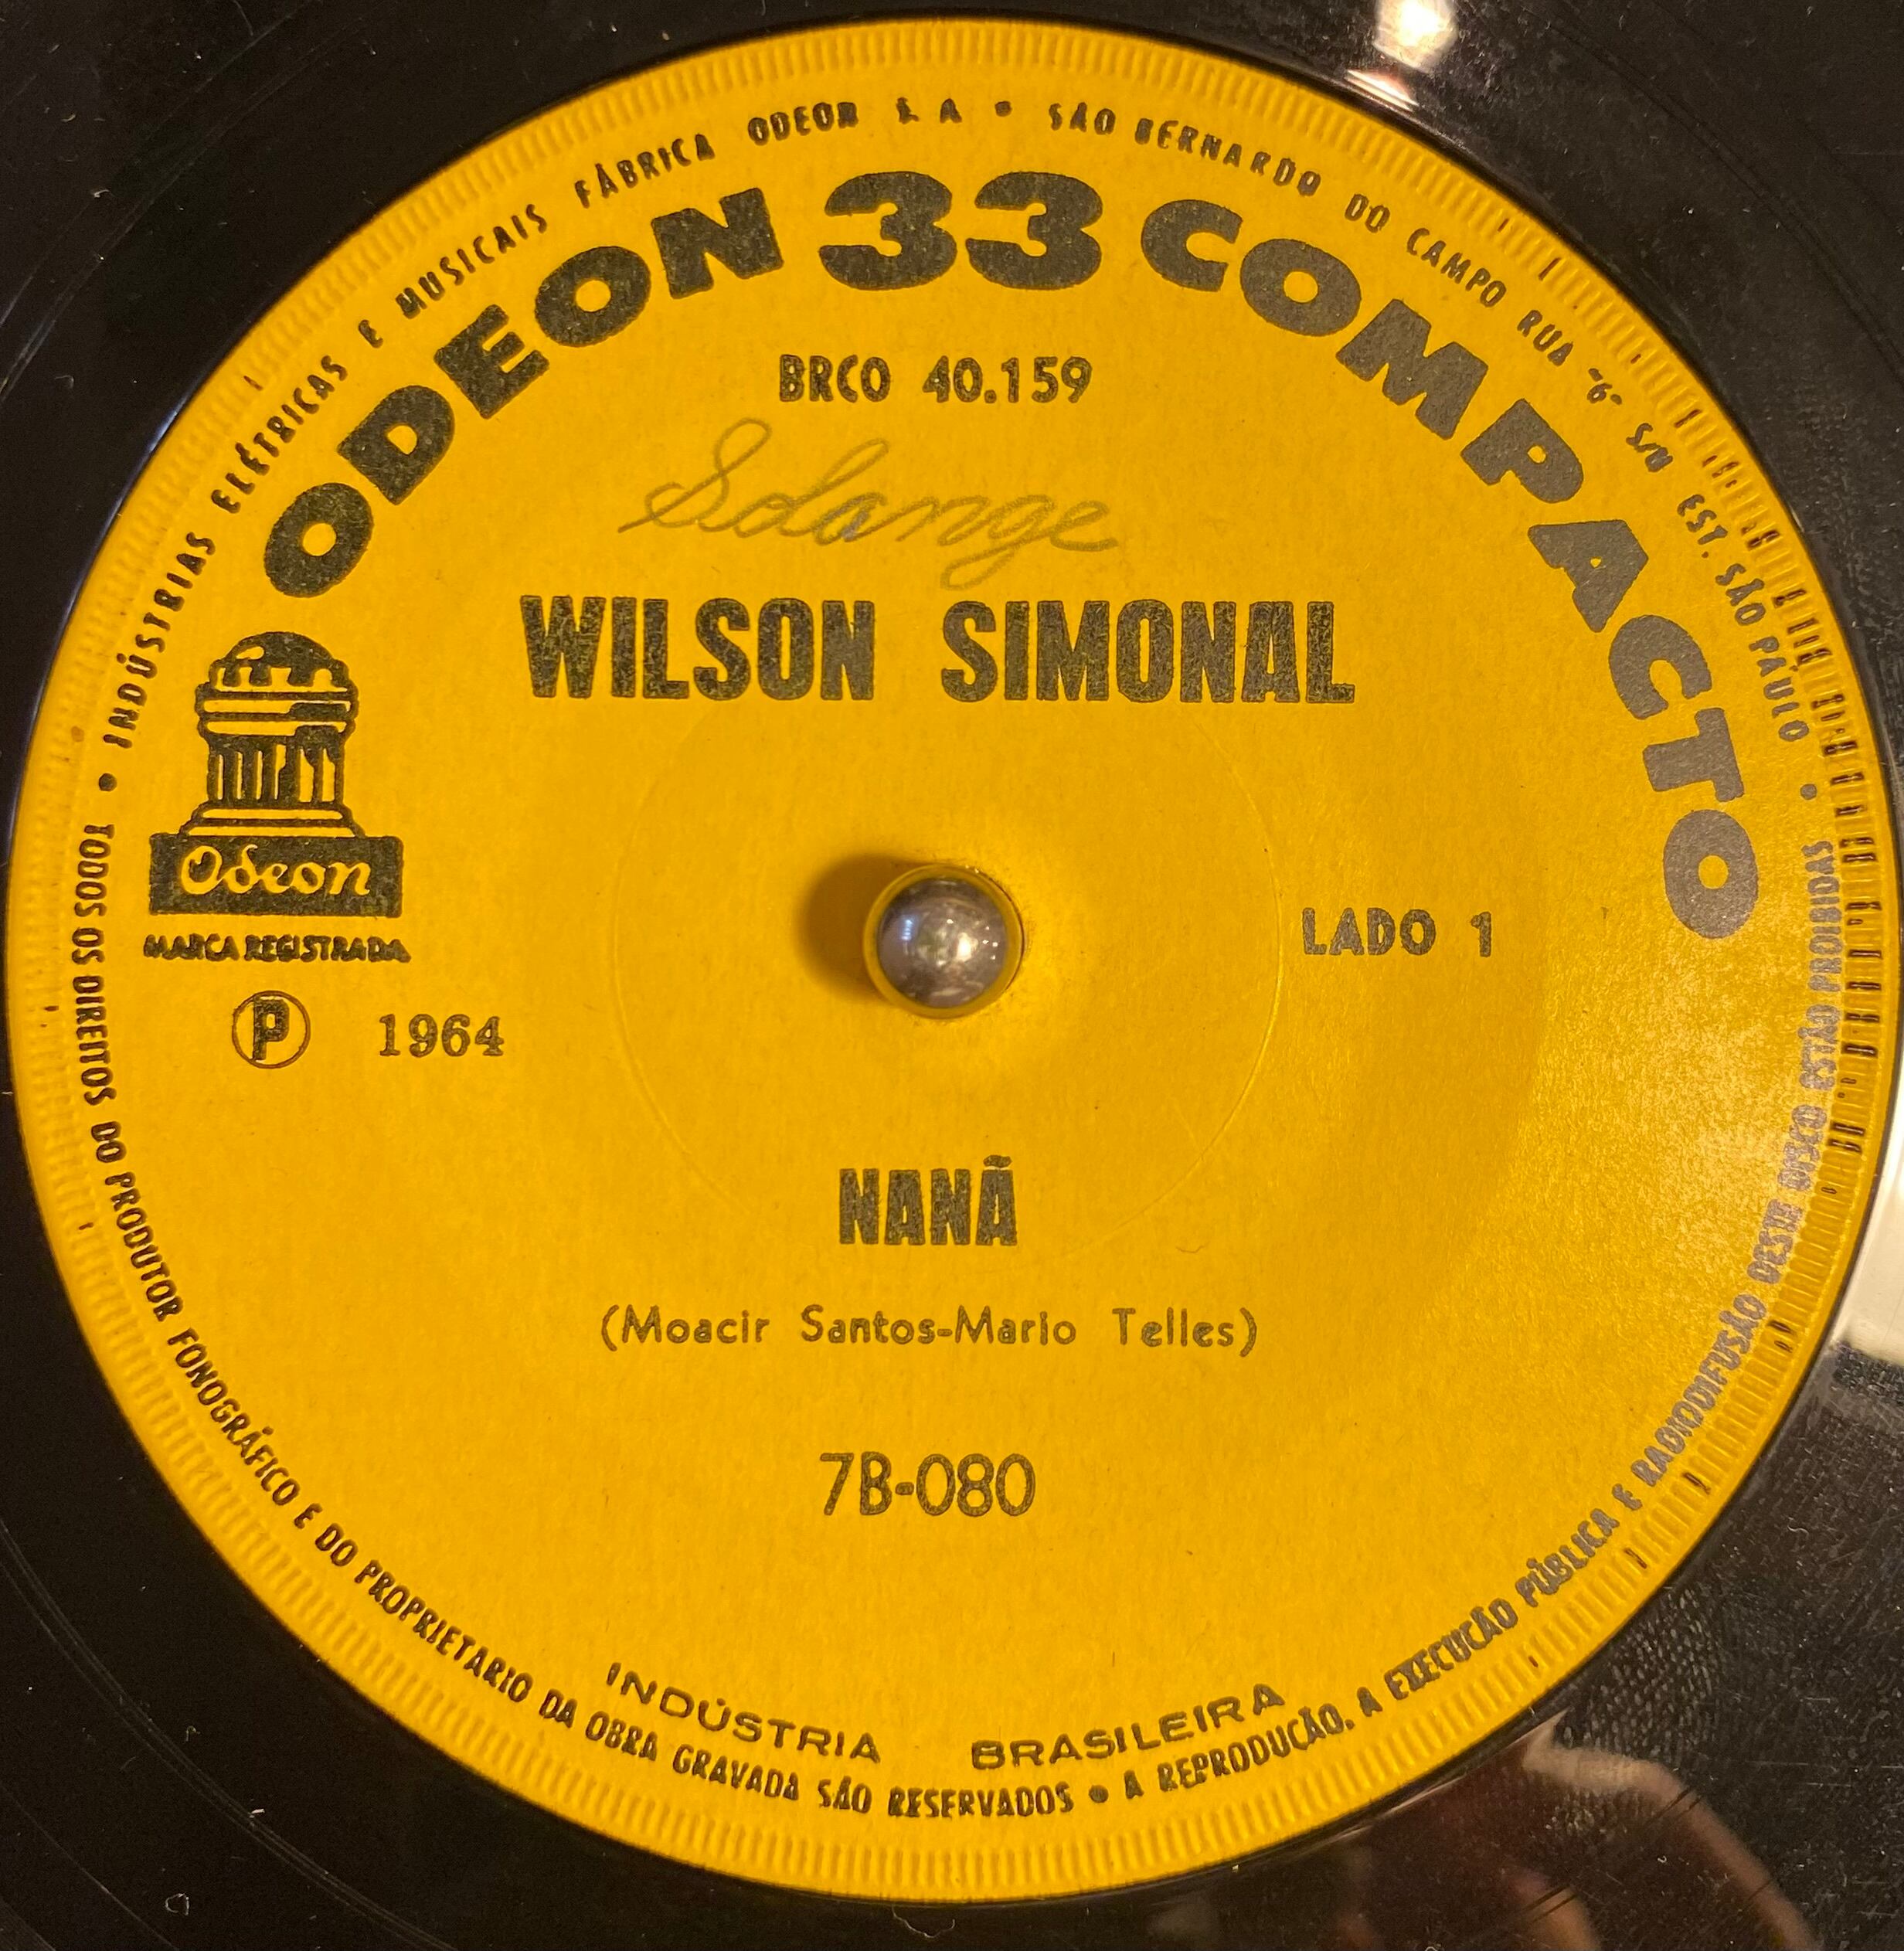 INDÚSTRIAS ELÉTRICAS E MUSICAIS FÁBRICA ODEON S. A. • SÃO BERNARDO DO CAMPO RUA "6" S/N EST. SÃO PAULO •
ODEON 33 COMPACTO
BRCO 40.159
Solange
WILSON SIMONAL
Odeon
MARCA REGISTRADA
LADO 1
Ⓟ 1964
NANÃ
(Moacir Santos-Mario Telles)
7B-080
INDÚSTRIA BRASILEIRA
• TODOS OS DIREITOS DO PRODUTOR FONOGRÁFICO E DO PROPRIETARIO DA OBRA GRAVADA SÃO RESERVADOS • A REPRODUÇÃO, A EXECUÇÃO PÚBLICA E RADIODIFUSÃO DESTE DISCO ESTÃO PROIBIDAS